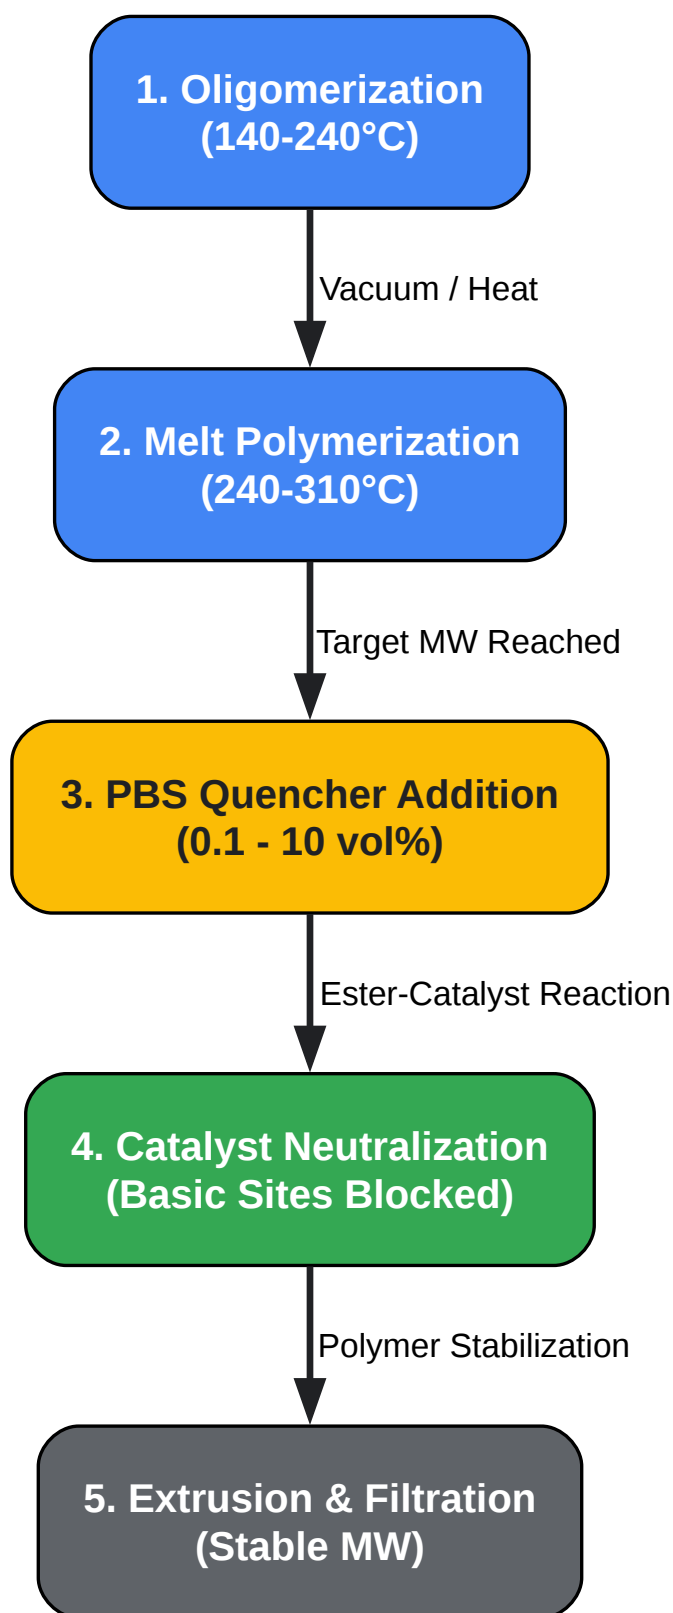 1. Oligomerization
(140-240°C)
Vacuum / Heat
2. Melt Polymerization
(240-310°C)
Target MW Reached
3. PBS Quencher Addition
(0.1 - 10 vol%)
Ester-Catalyst Reaction
4. Catalyst Neutralization
(Basic Sites Blocked)
Polymer Stabilization
5. Extrusion & Filtration
(Stable MW)